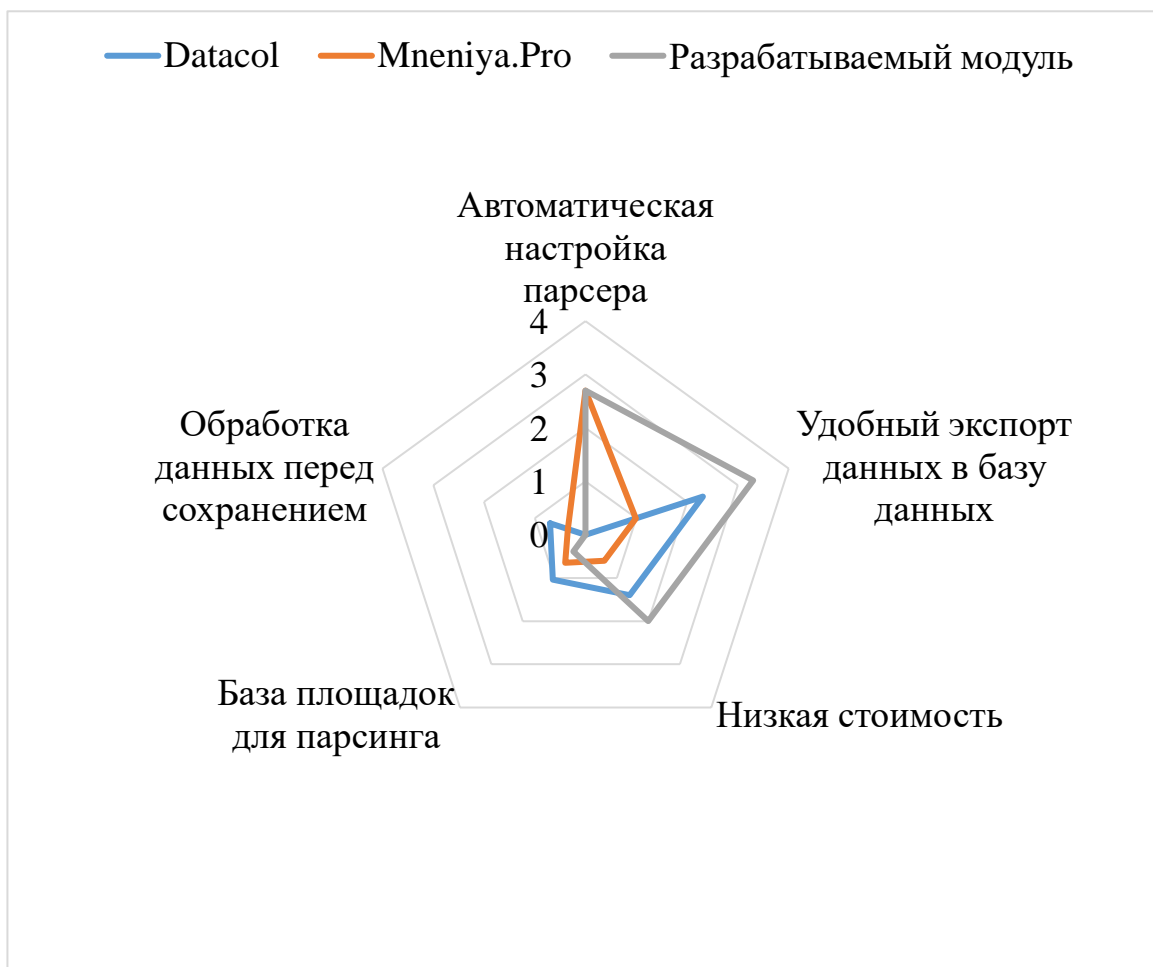 Datacol Mneniya.Pro Разрабатываемый модуль
Автоматическая
настройка
парсера
4
3
2
1
0
Удобный экспорт
данных в базу
данных
Низкая стоимость
База площадок
для парсинга
Обработка
данных перед
сохранением